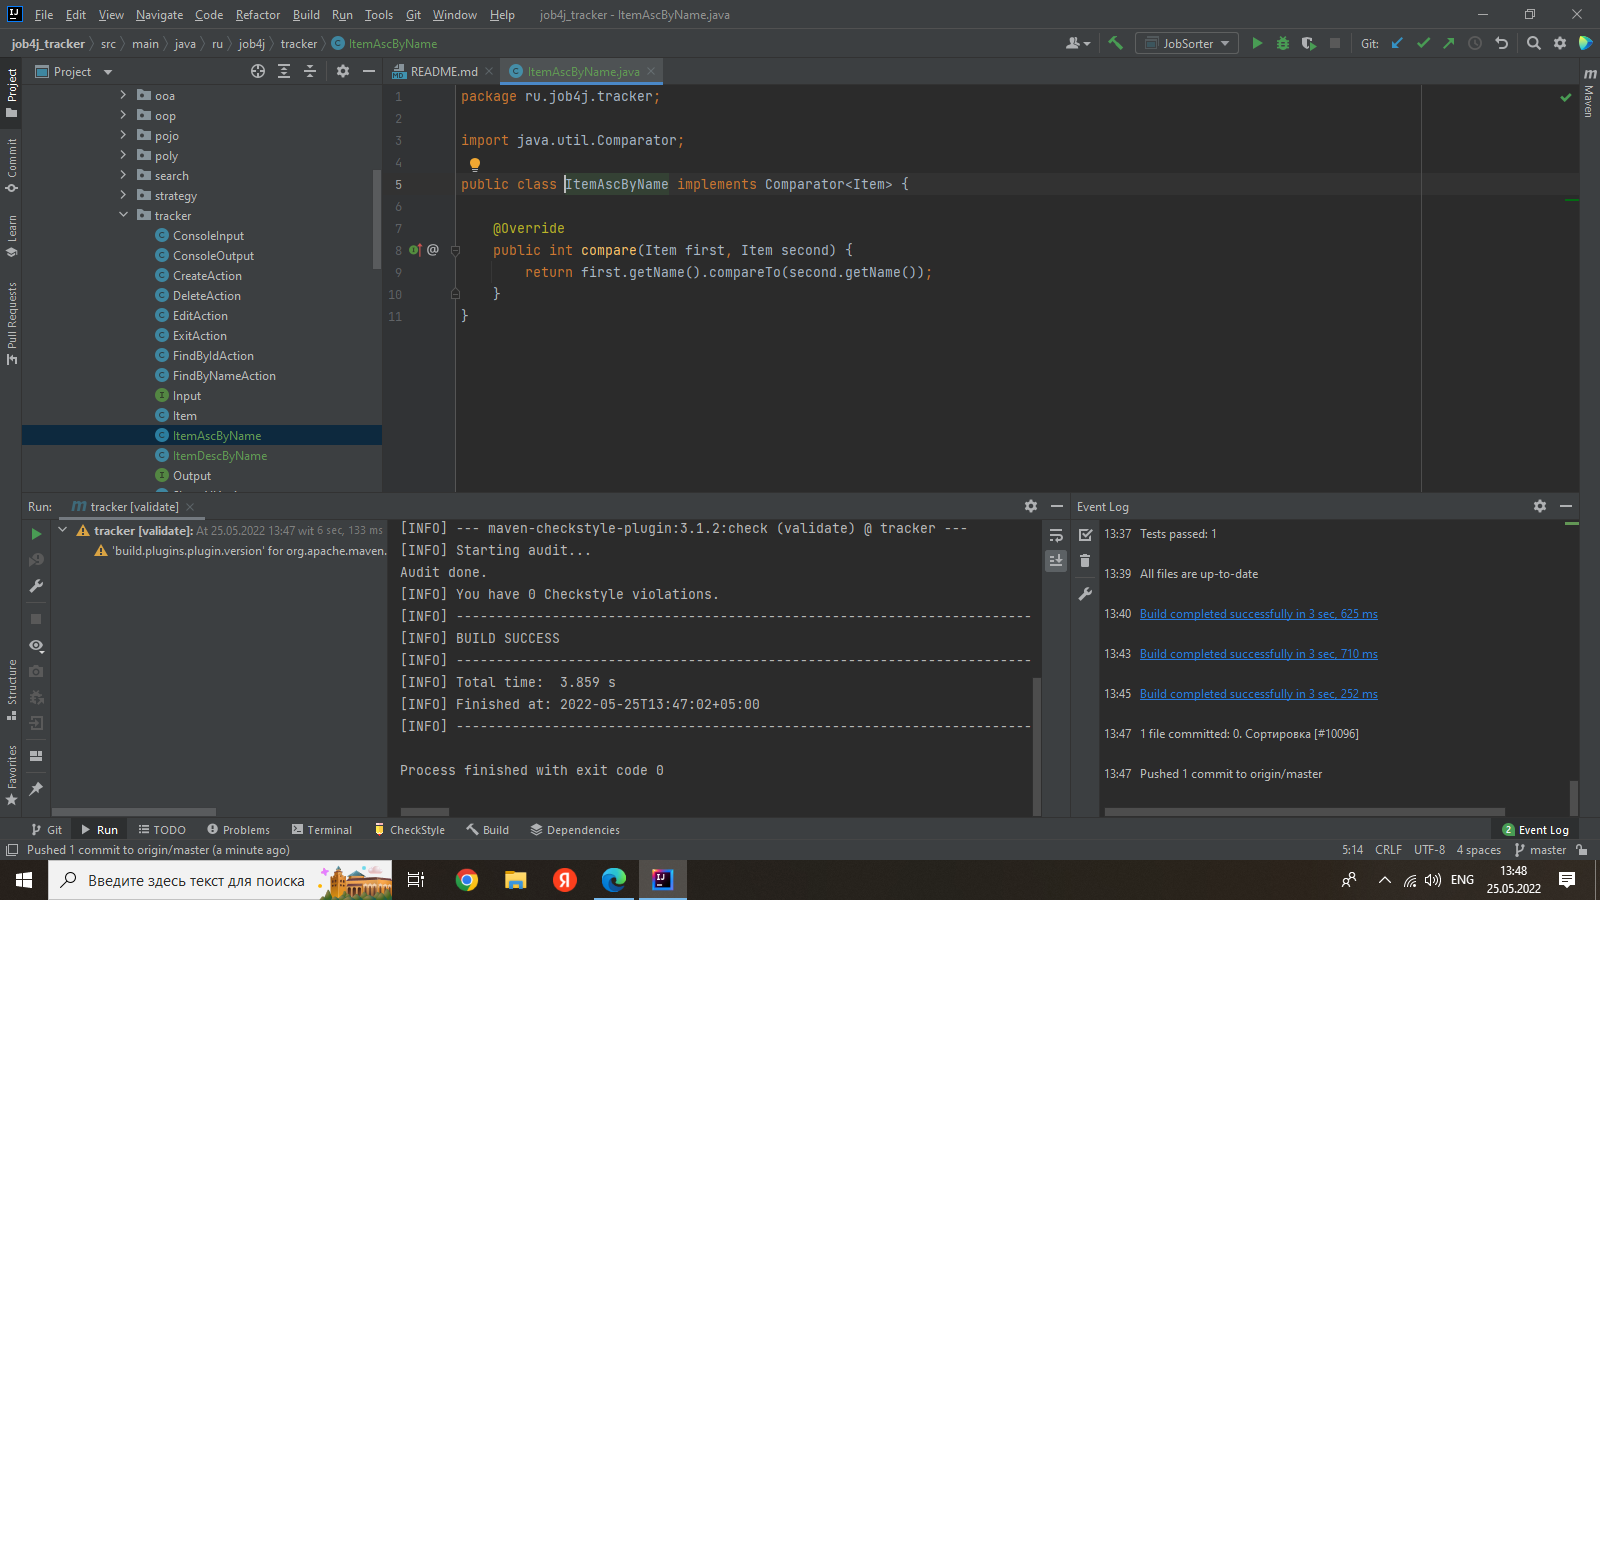 File Edit View Navigate Code Refactor Build Run Tools Git Window Help job4j_tracker - ItemAscByName.java
job4j_tracker src main java ru job4j tracker ItemAscByName JobSorter Git:
Project README.md ItemAscByName.java
Project
Commit
Learn
Pull Requests
Structure
Favorites
Maven
ooa
oop
pojo
poly
search
strategy
tracker
ConsoleInput
ConsoleOutput
CreateAction
DeleteAction
EditAction
ExitAction
FindByIdAction
FindByNameAction
Input
Item
ItemAscByName
ItemDescByName
Output
1 package ru.job4j.tracker;
2
3 import java.util.Comparator;
4
5 public class ItemAscByName implements Comparator<Item> {
6
7 @Override
8 @ public int compare(Item first, Item second) {
9 return first.getName().compareTo(second.getName());
10 }
11 }
Run: tracker [validate]
tracker [validate]: At 25.05.2022 13:47 wit 6 sec, 133 ms
'build.plugins.plugin.version' for org.apache.maven.
[INFO] --- maven-checkstyle-plugin:3.1.2:check (validate) @ tracker ---
[INFO] Starting audit...
Audit done.
[INFO] You have 0 Checkstyle violations.
[INFO] ------------------------------------------------------------------------
[INFO] BUILD SUCCESS
[INFO] ------------------------------------------------------------------------
[INFO] Total time:  3.859 s
[INFO] Finished at: 2022-05-25T13:47:02+05:00
[INFO] ------------------------------------------------------------------------
Process finished with exit code 0
Event Log
13:37 Tests passed: 1
13:39 All files are up-to-date
13:40 Build completed successfully in 3 sec, 625 ms
13:43 Build completed successfully in 3 sec, 710 ms
13:45 Build completed successfully in 3 sec, 252 ms
13:47 1 file committed: 0. Сортировка [#10096]
13:47 Pushed 1 commit to origin/master
Git Run TODO Problems Terminal CheckStyle Build Dependencies 2 Event Log
Pushed 1 commit to origin/master (a minute ago) 5:14 CRLF UTF-8 4 spaces master
Введите здесь текст для поиска Я ENG 13:48
25.05.2022